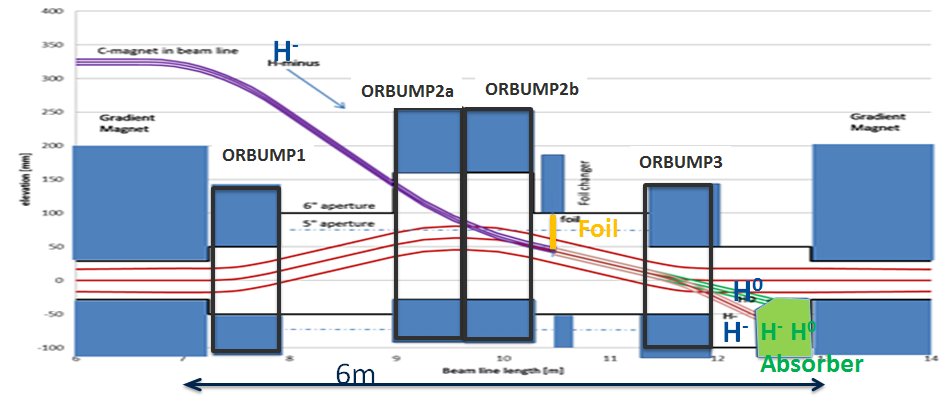 400
350
300
250
200
150
100
50
0
-50
-100
elevation [mm]
C-magnet in beam line
H-
H-minus
ORBUMP2a
ORBUMP2b
Gradient
Magnet
Gradient
Magnet
ORBUMP1
ORBUMP3
Foil changer
6" aperture
5" aperture
foil
Foil
H0
H0
H-
H-
H- H0
Absorber
6 7 8 9 10 11 12 13 14
Beam line length [m]
6m